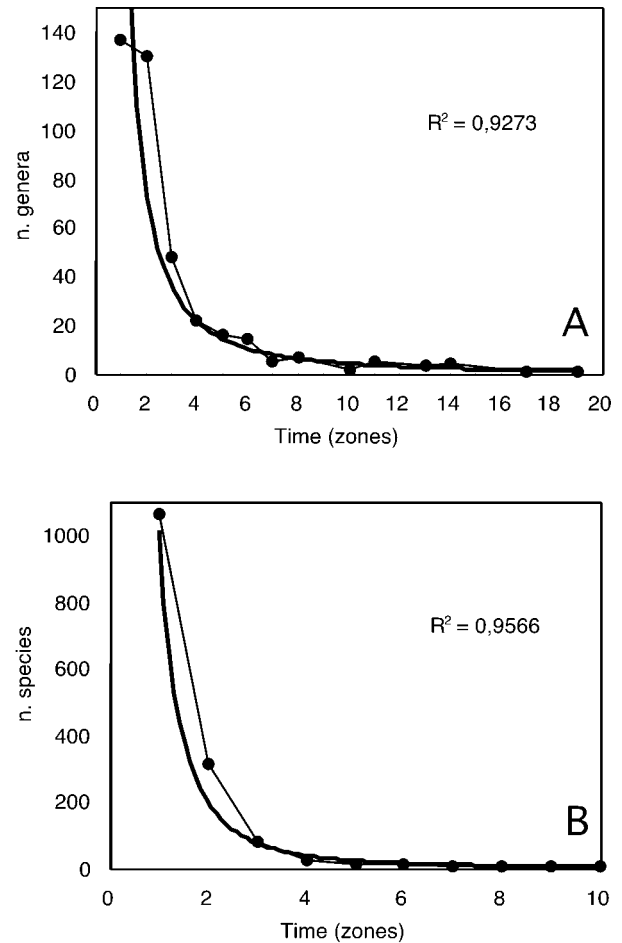 140
120
R² = 0,9273
100
80
n. genera
60
40
A
20
0
0 2 4 6 8 10 12 14 16 18 20
Time (zones)
1000
800
R² = 0,9566
n. species
600
400
200
B
0
0 2 4 6 8 10
Time (zones)